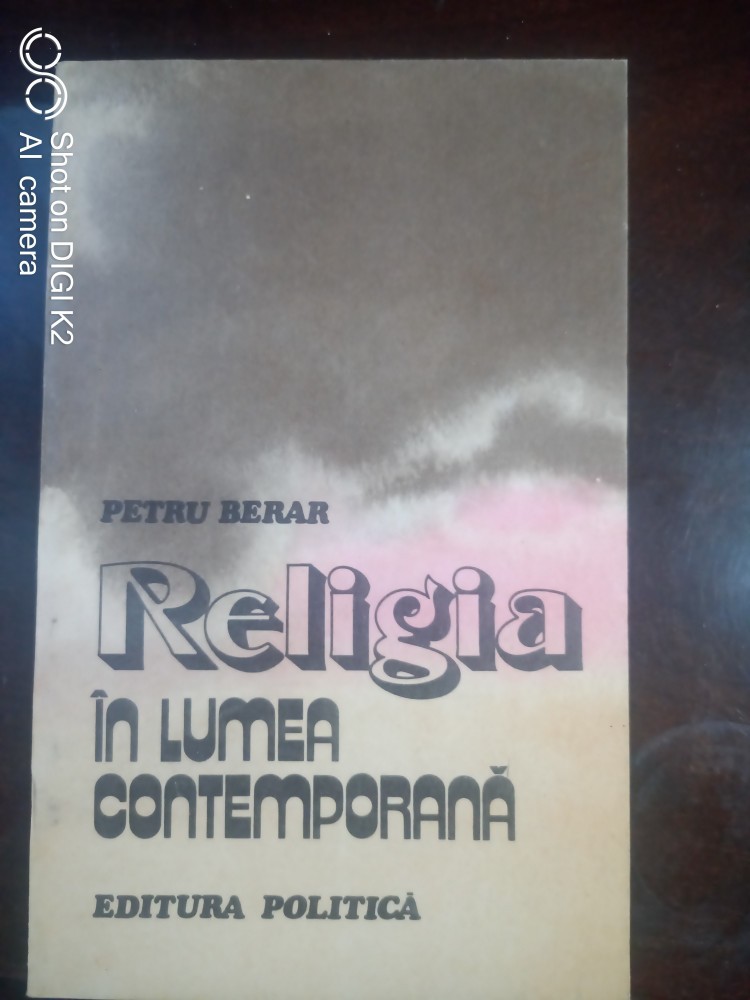 Shot on DIGI K2
AI camera
PETRU BERAR
Religia
ÎN LUMEA
CONTEMPORANĂ
EDITURA POLITICĂ